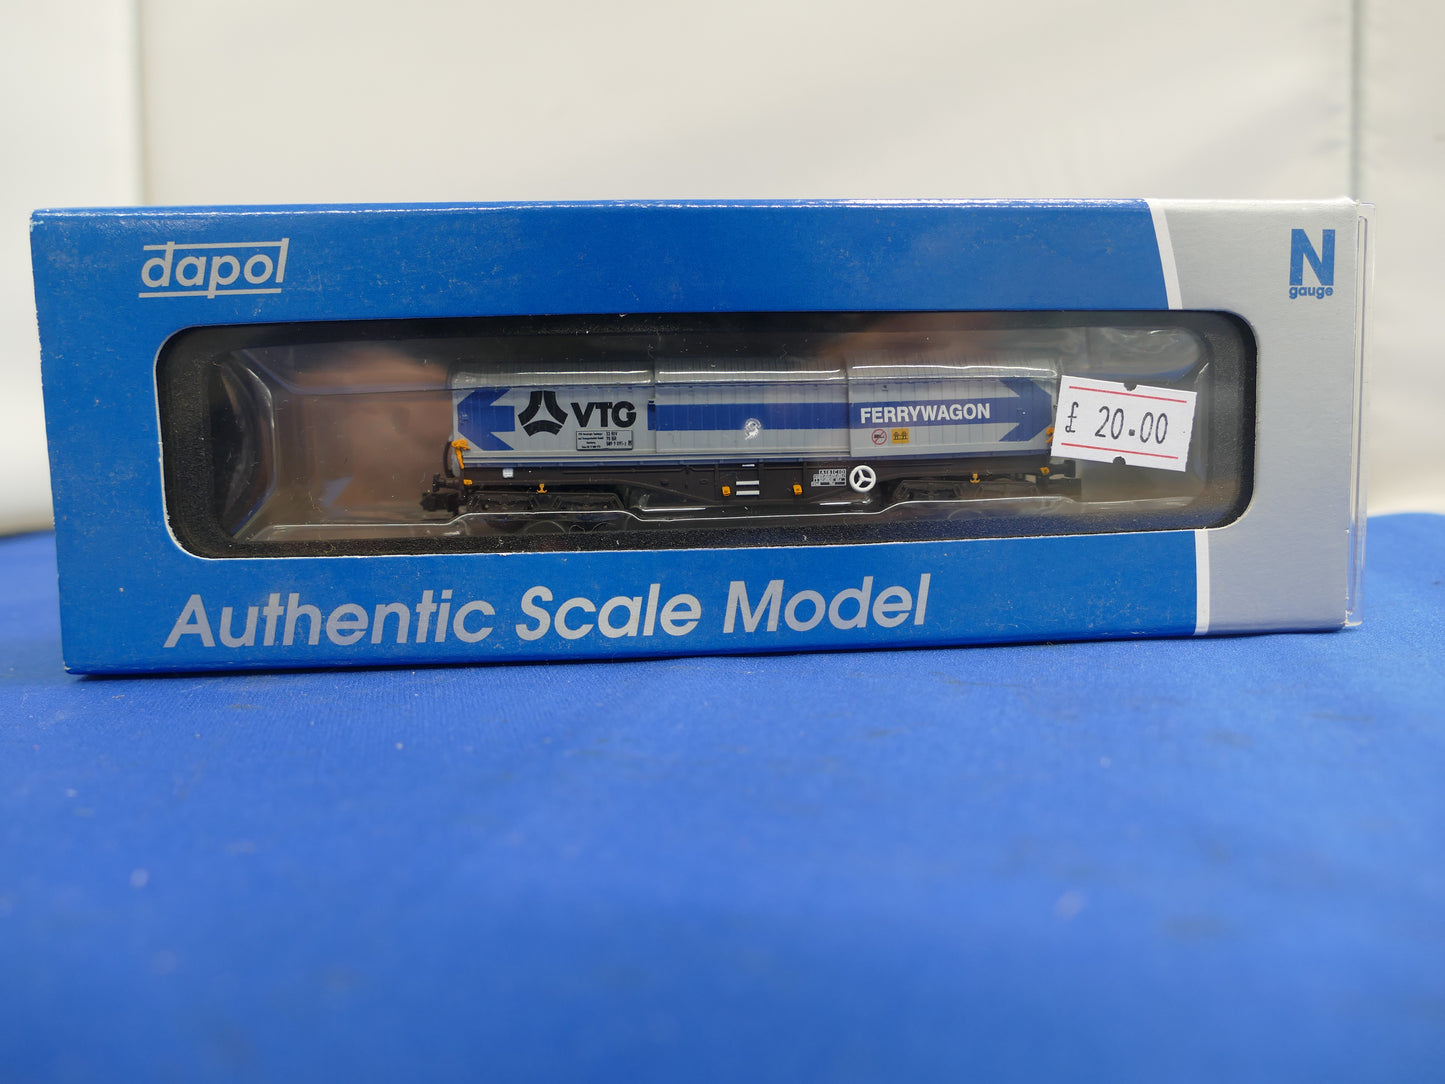 dapol
N
gauge
VTG
FERRYWAGON
£ 20.00
Authentic Scale Model